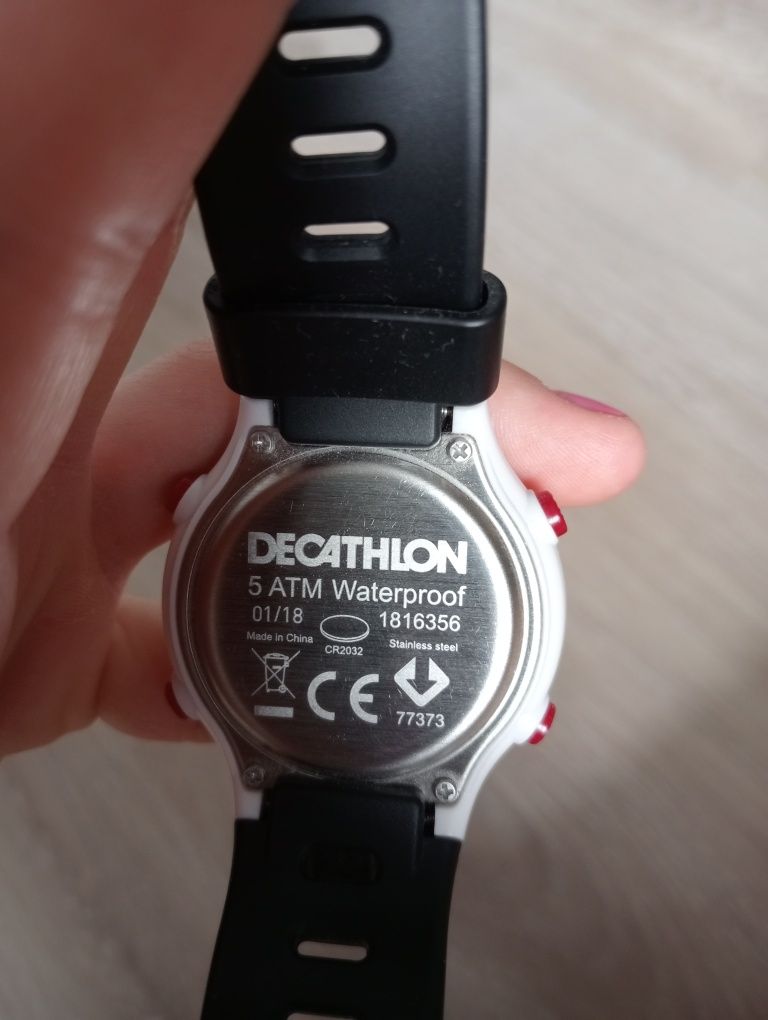 DECATHLON
5 ATM Waterproof
01/18 1816356
Made in China CR2032 Stainless steel
CE
77373